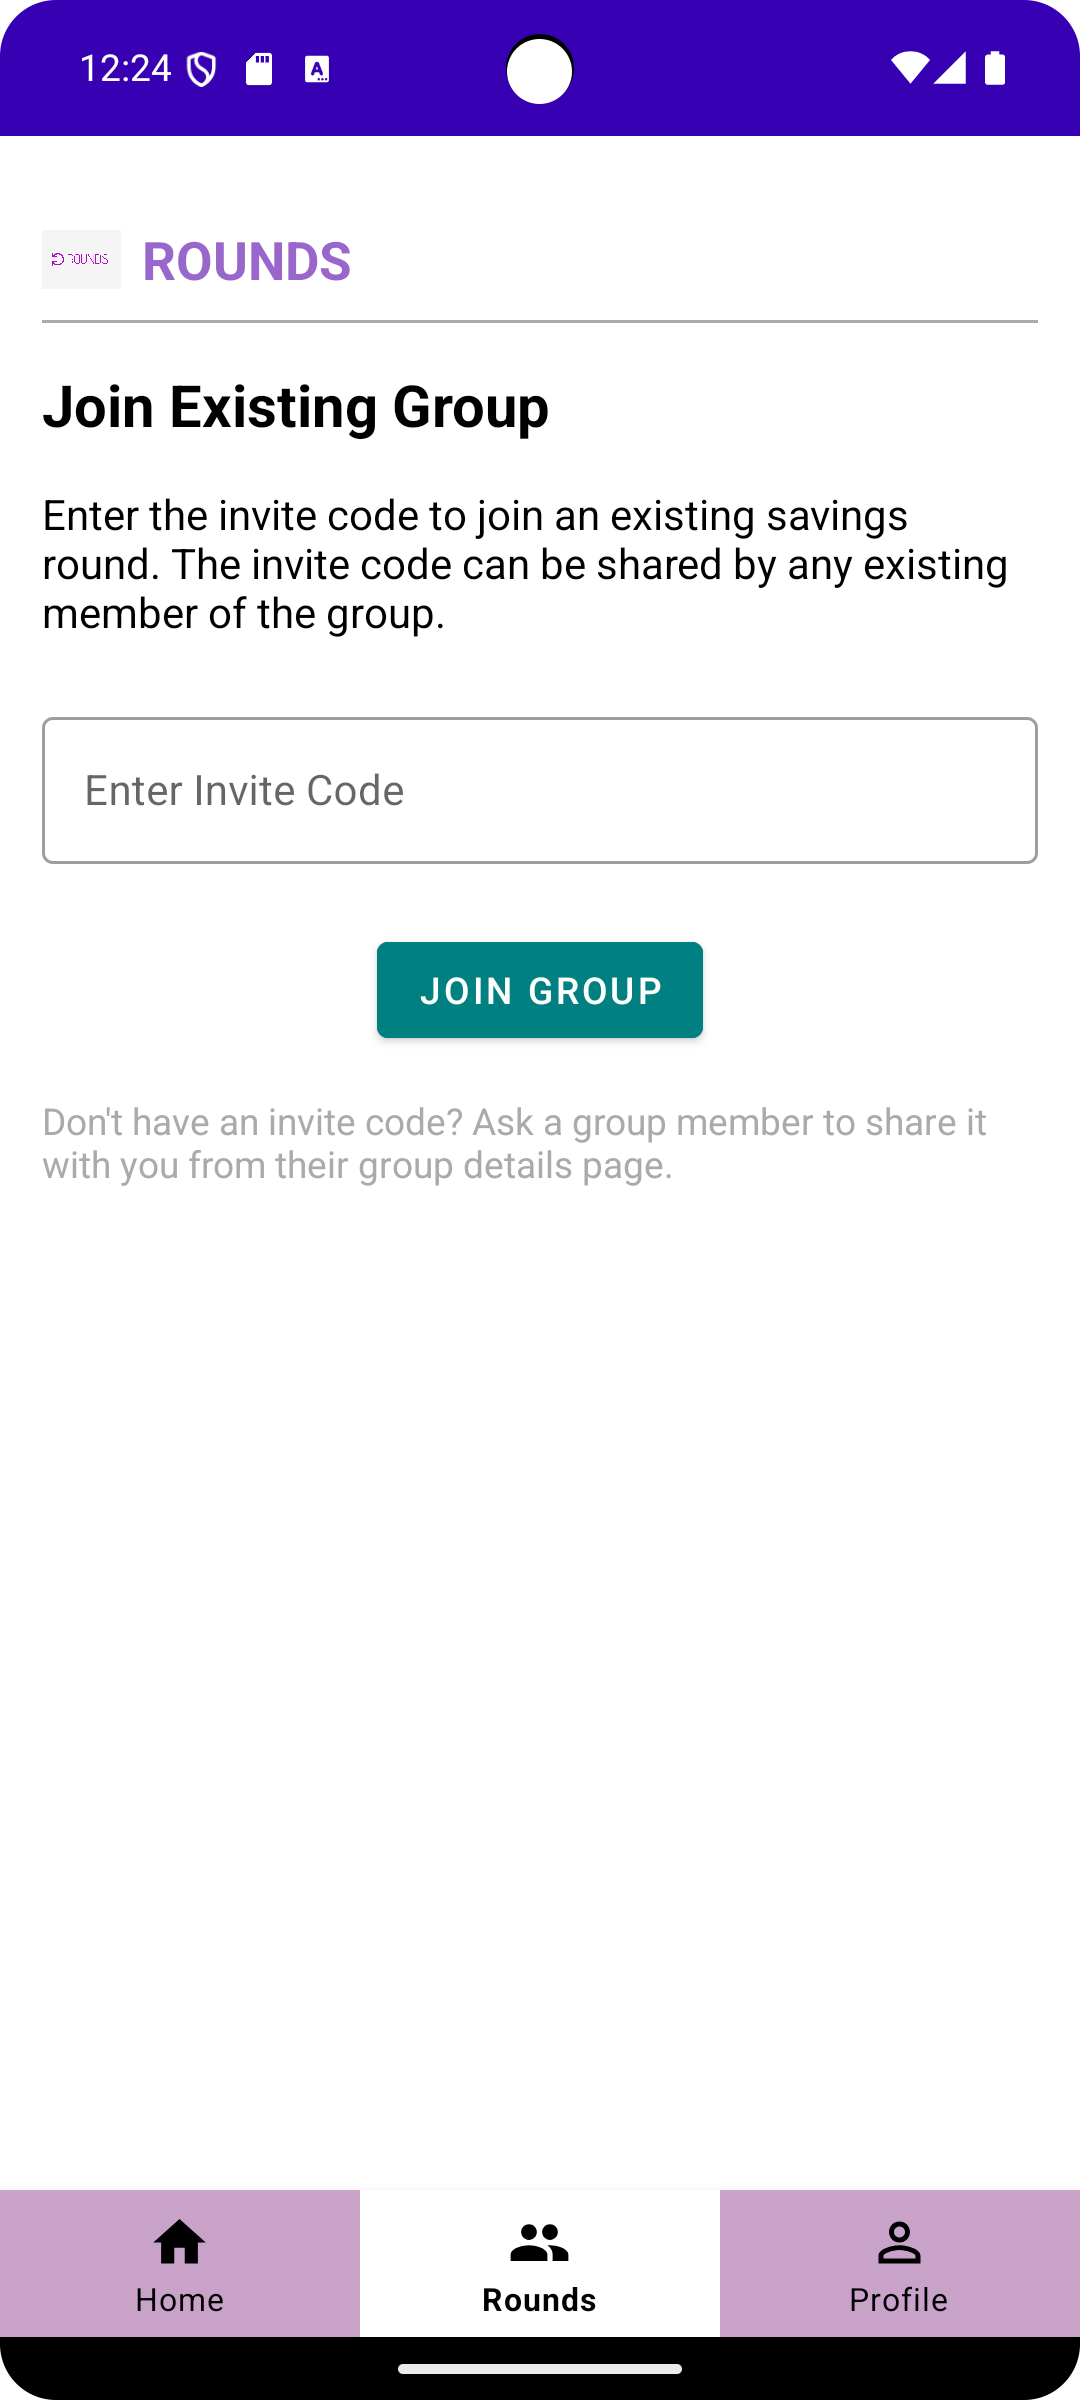 12:24
ROUNDS
Join Existing Group
Enter the invite code to join an existing savings
round. The invite code can be shared by any existing
member of the group.
Enter Invite Code
JOIN GROUP
Don't have an invite code? Ask a group member to share it
with you from their group details page.
Home
Rounds
Profile